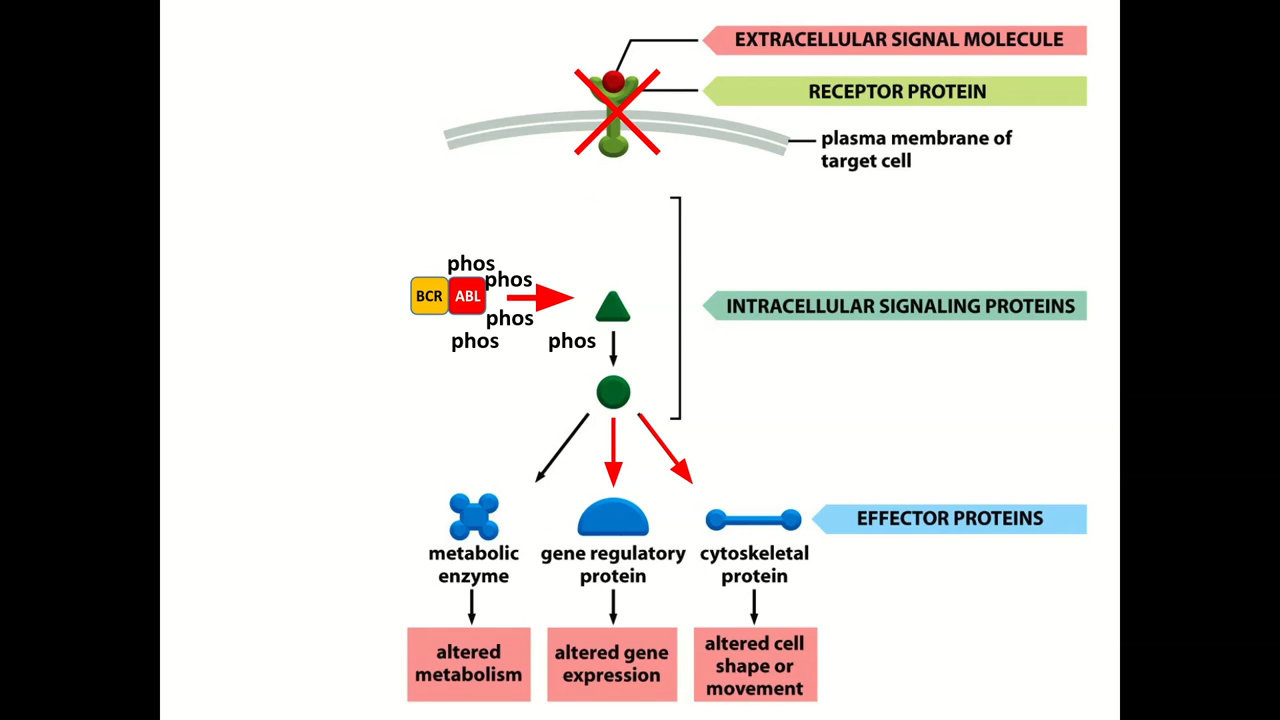 EXTRACELLULAR SIGNAL MOLECULE
RECEPTOR PROTEIN
plasma membrane of
target cell
phos
phos
BCR ABL
INTRACELLULAR SIGNALING PROTEINS
phos
phos
phos
EFFECTOR PROTEINS
metabolic
enzyme
gene regulatory
protein
cytoskeletal
protein
altered
metabolism
altered gene
expression
altered cell
shape or
movement